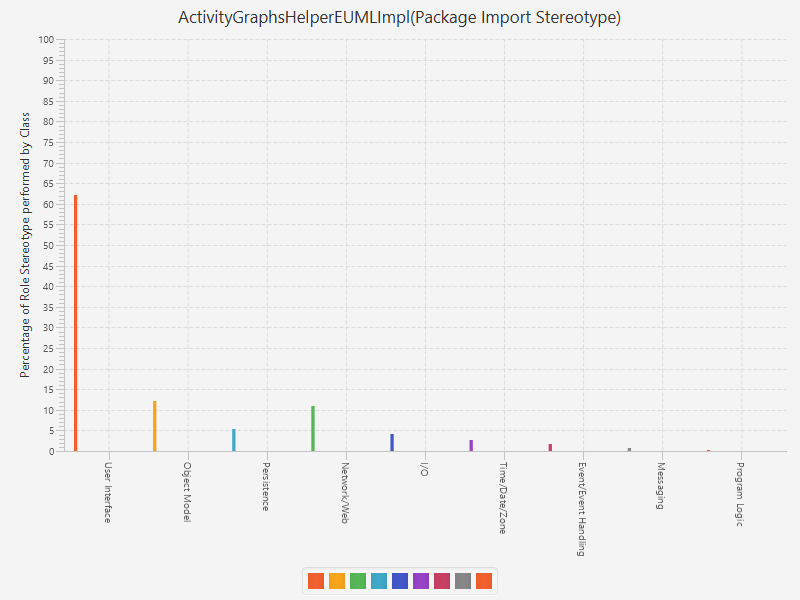 ActivityGraphsHelperEUMLImpl(Package Import Stereotype)
Percentage of Role Stereotype performed by Class
100
95
90
85
80
75
70
65
60
55
50
45
40
35
30
25
20
15
10
5
0
User Interface
Object Model
Persistence
Network/Web
I/O
Time/Date/Zone
Event/Event Handling
Messaging
Program Logic